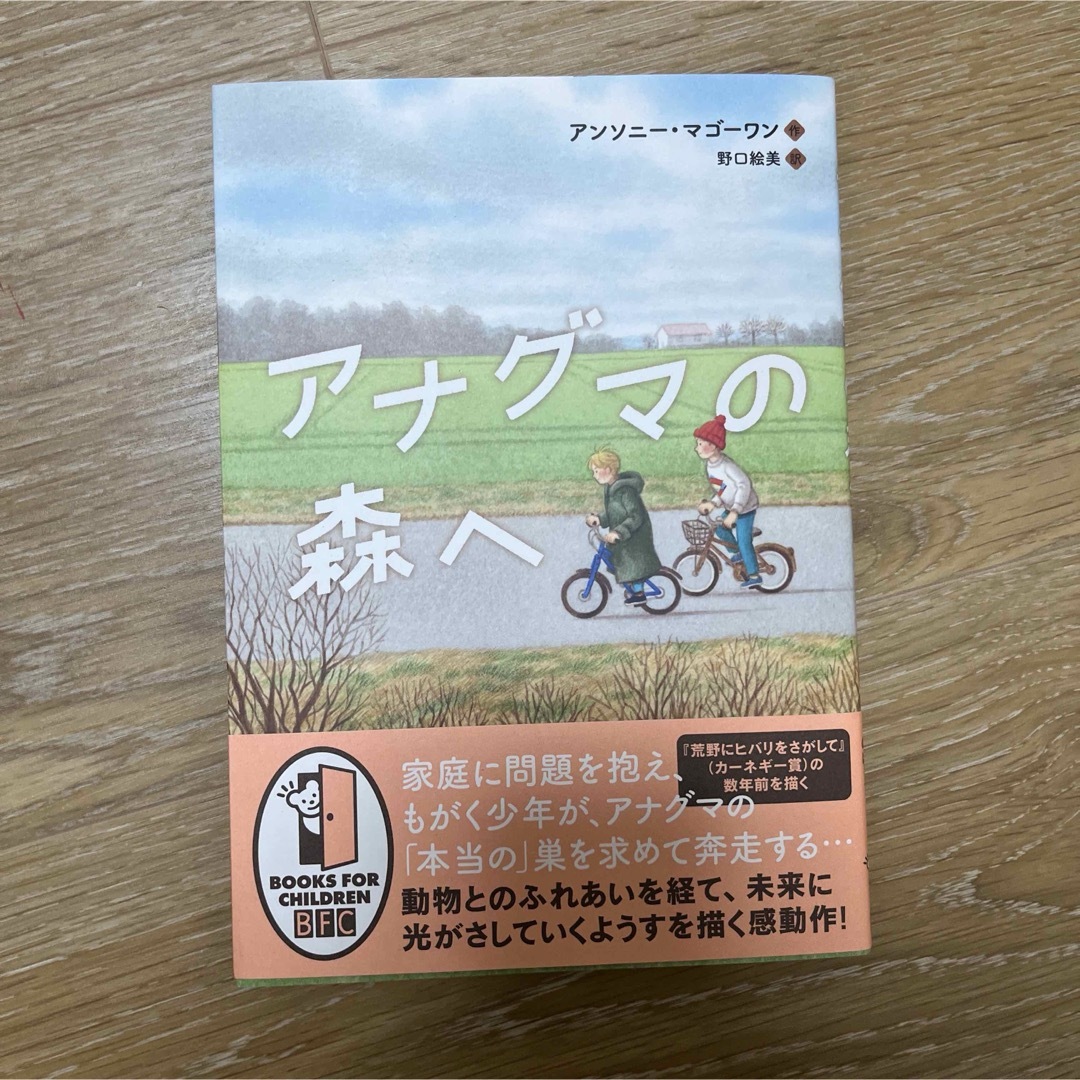 アンソニー・マゴーワン 作
野口絵美 訳
アナグマの
森へ
『荒野にヒバリをさがして』
(カーネギー賞)の
数年前を描く
家庭に問題を抱え、
もがく少年が、アナグマの
「本当の」巣を求めて奔走する…
動物とのふれあいを経て、未来に
光がさしていくようすを描く感動作!
BOOKS FOR
CHILDREN
BFC